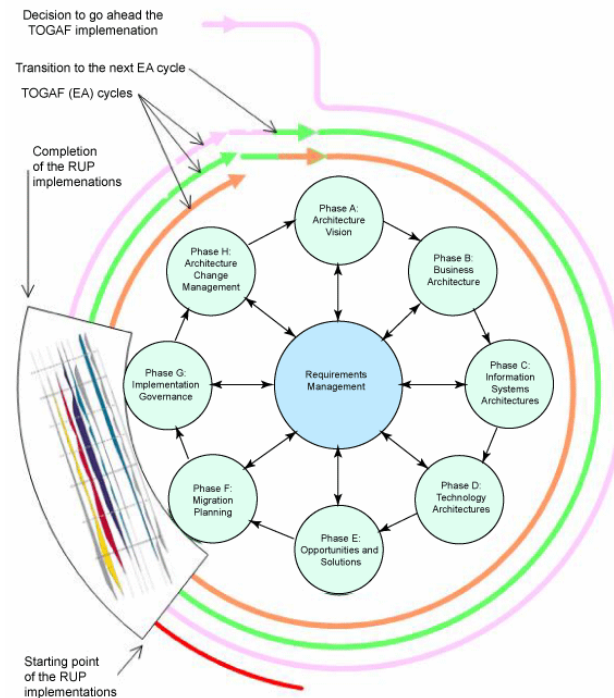 Decision to go ahead the
TOGAF implemenation
Transition to the next EA cycle
TOGAF (EA) cycles
Completion
of the RUP
implemenations
Phase A:
Architecture
Vision
Phase B:
Business
Architecture
Phase H:
Architecture
Change
Management
Requirements
Management
Phase C:
Information
Systems
Architectures
Phase G:
Implementation
Governance
Phase F:
Migration
Planning
Phase D:
Technology
Architectures
Phase E:
Opportunities and
Solutions
Starting point
of the RUP
implementations